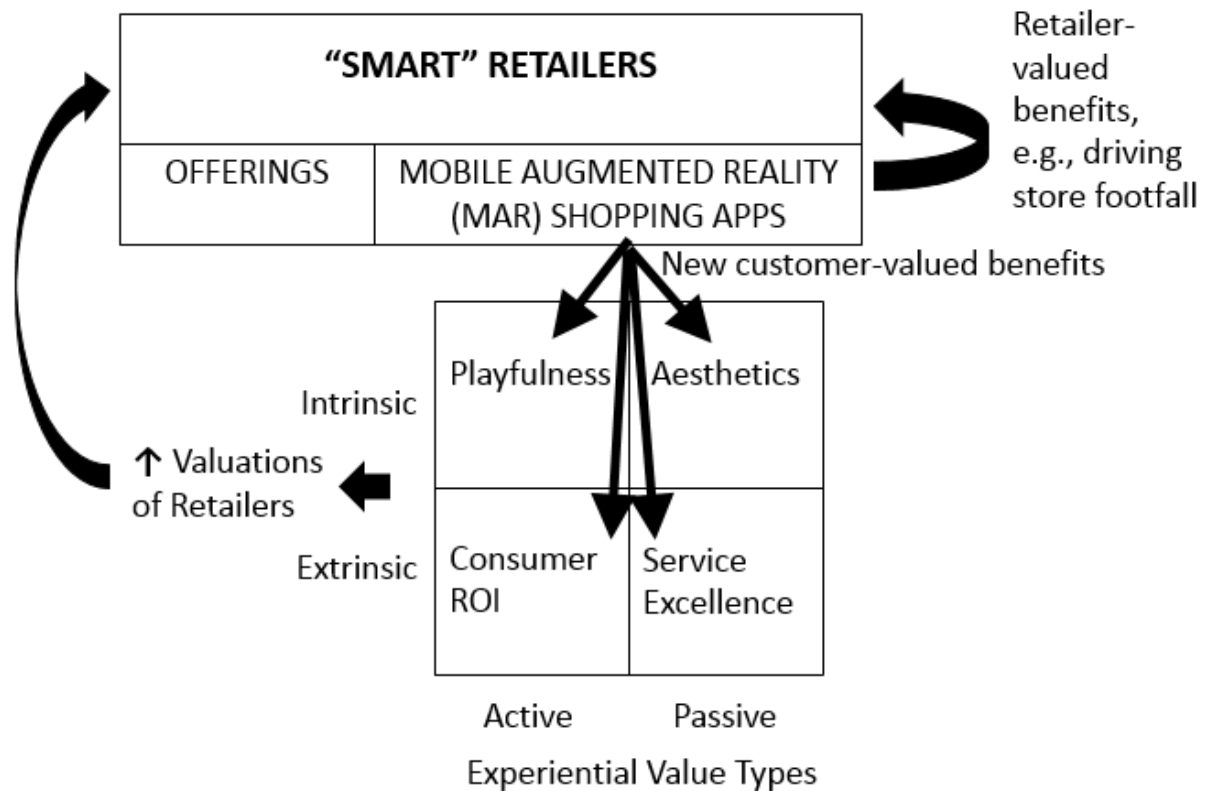 “SMART” RETAILERS
Retailer-
valued
benefits,
e.g., driving
store footfall
OFFERINGS
MOBILE AUGMENTED REALITY
(MAR) SHOPPING APPS
New customer-valued benefits
Playfulness
Aesthetics
Intrinsic
↑ Valuations
of Retailers
Extrinsic
Consumer
ROI
Service
Excellence
Active
Passive
Experiential Value Types